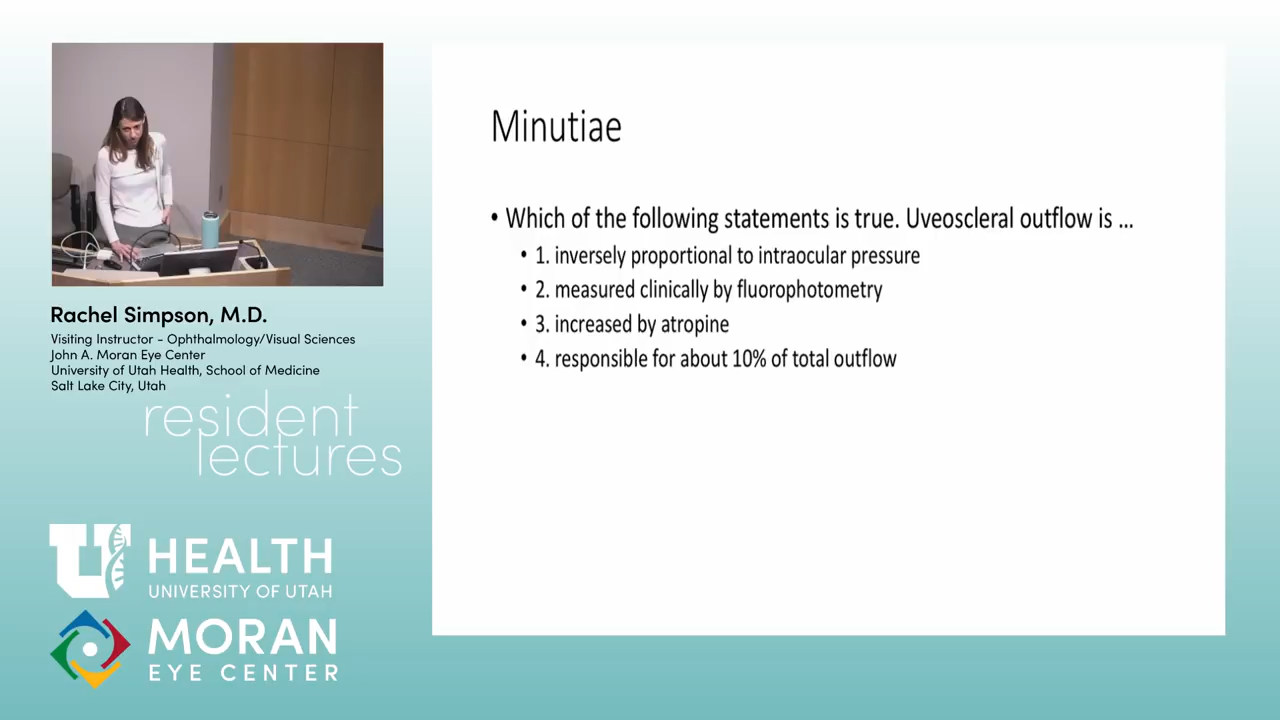 Minutiae
• Which of the following statements is true. Uveoscleral outflow is ...
• 1. inversely proportional to intraocular pressure
• 2. measured clinically by fluorophotometry
• 3. increased by atropine
• 4. responsible for about 10% of total outflow
Rachel Simpson, M.D.
Visiting Instructor - Ophthalmology/Visual Sciences
John A. Moran Eye Center
University of Utah Health, School of Medicine
Salt Lake City, Utah
resident
lectures
U HEALTH
UNIVERSITY OF UTAH
MORAN
EYE CENTER